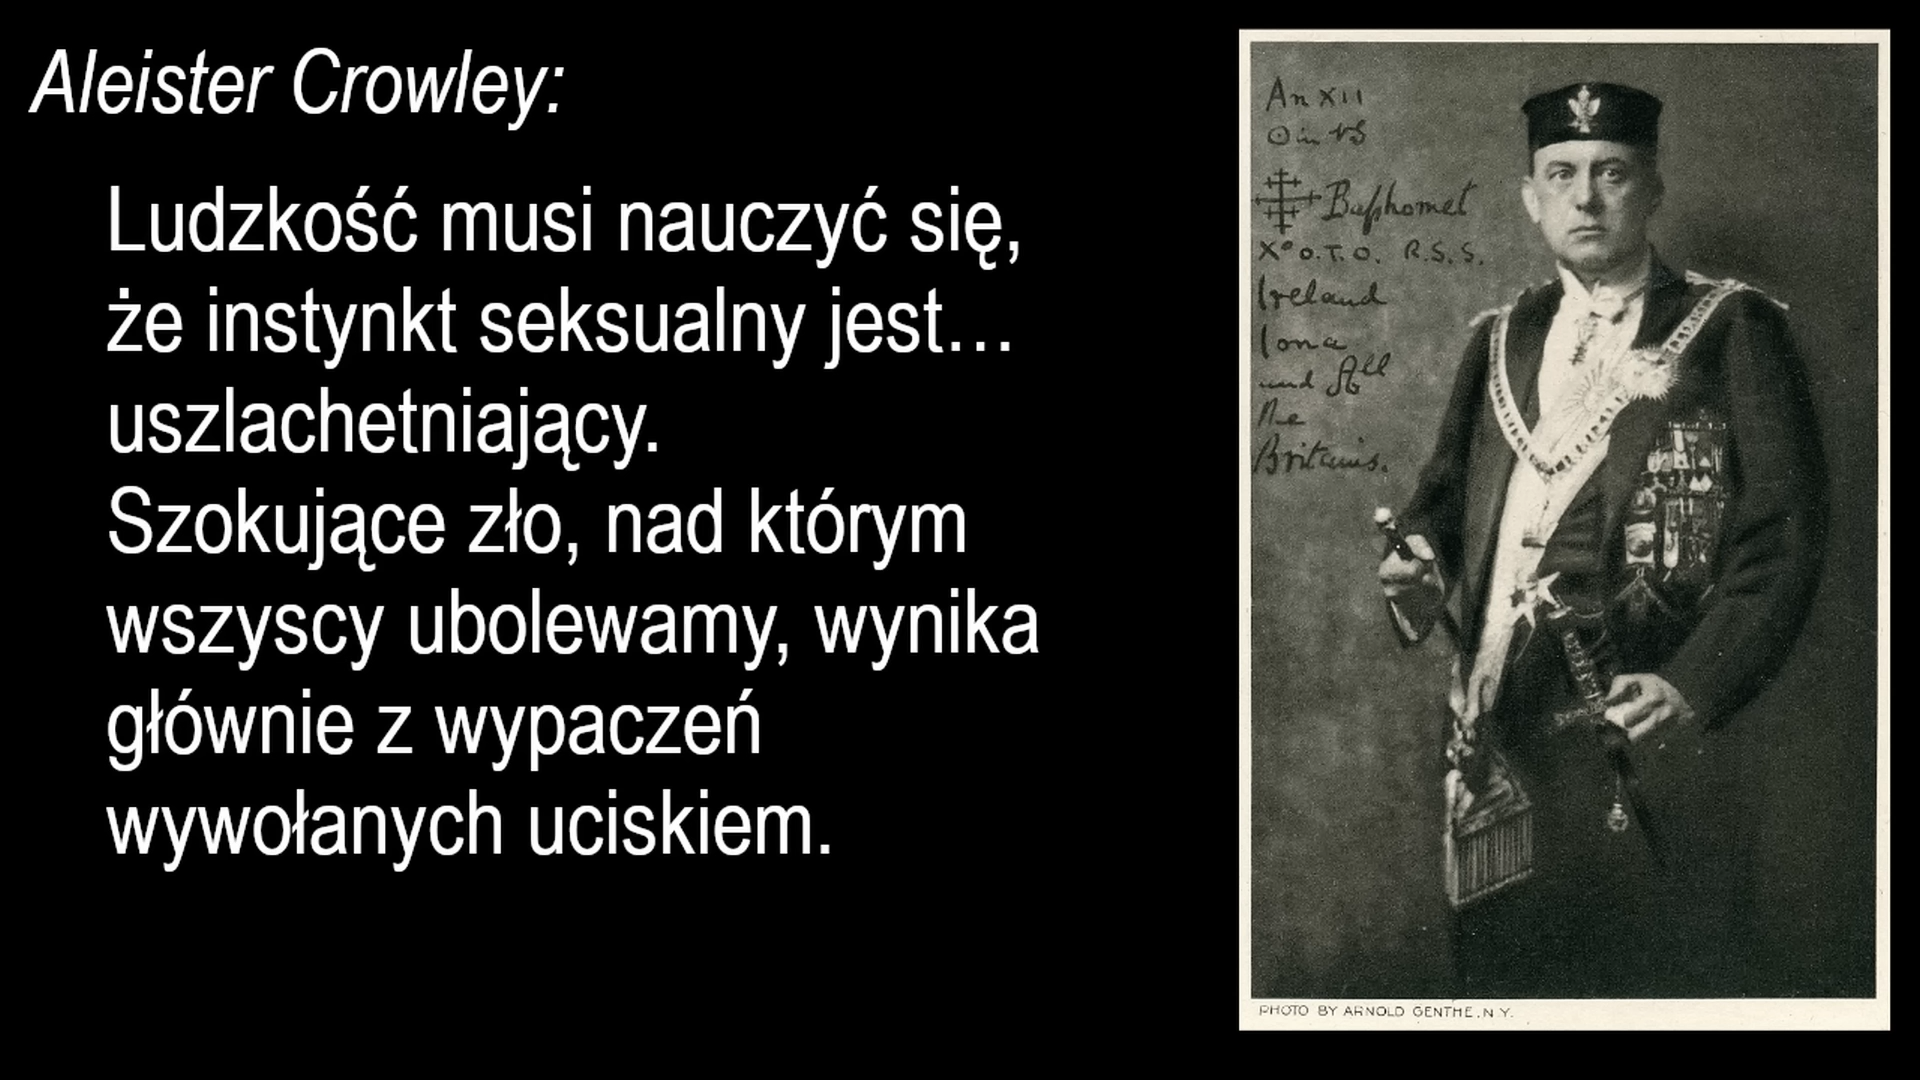 Aleister Crowley:
Ludzkość musi nauczyć się,
że instynkt seksualny jest…
uszlachetniający.
Szokujące zło, nad którym
wszyscy ubolewamy, wynika
głównie z wypaczeń
wywołanych uciskiem.
An XII
Baphomet
X° O.T.O. R.S.S.
Ireland
Iona
and All
the
Britains.
PHOTO BY ARNOLD GENTHE, N.Y.